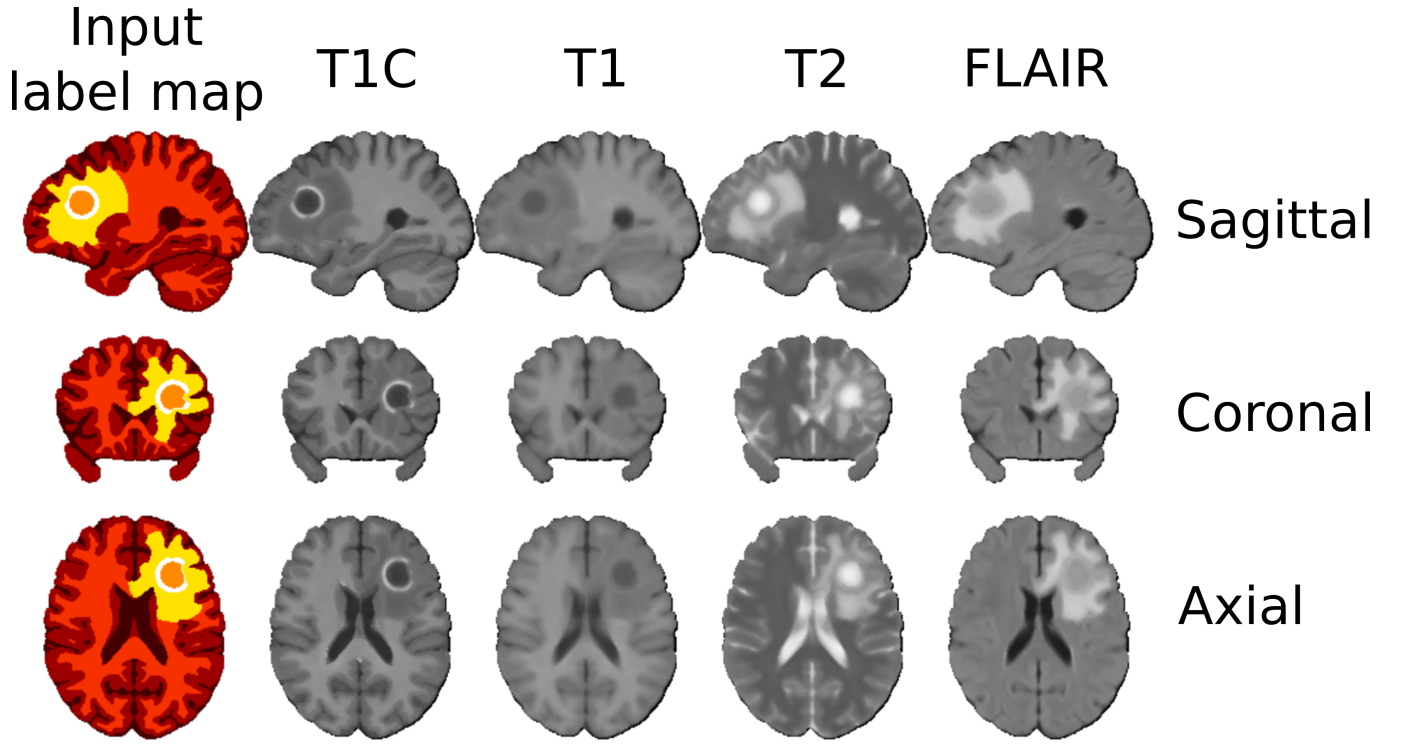 Input
label map
T1C
T1
T2
FLAIR
Sagittal
Coronal
Axial